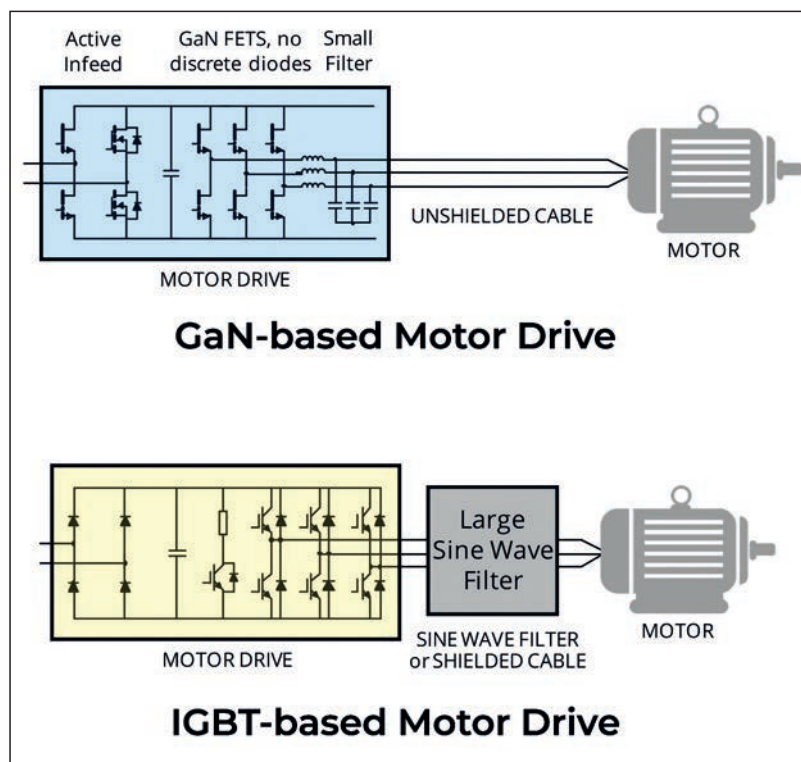 Active
Infeed
GaN FETS, no
discrete diodes
Small
Filter
UNSHIELDED CABLE
MOTOR
MOTOR DRIVE
GaN-based Motor Drive
Large
Sine Wave
Filter
MOTOR
MOTOR DRIVE
SINE WAVE FILTER
or SHIELDED CABLE
IGBT-based Motor Drive